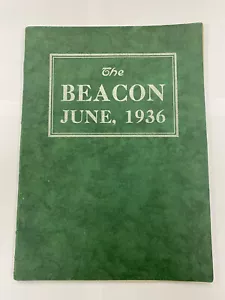 The
BEACON
JUNE, 1936